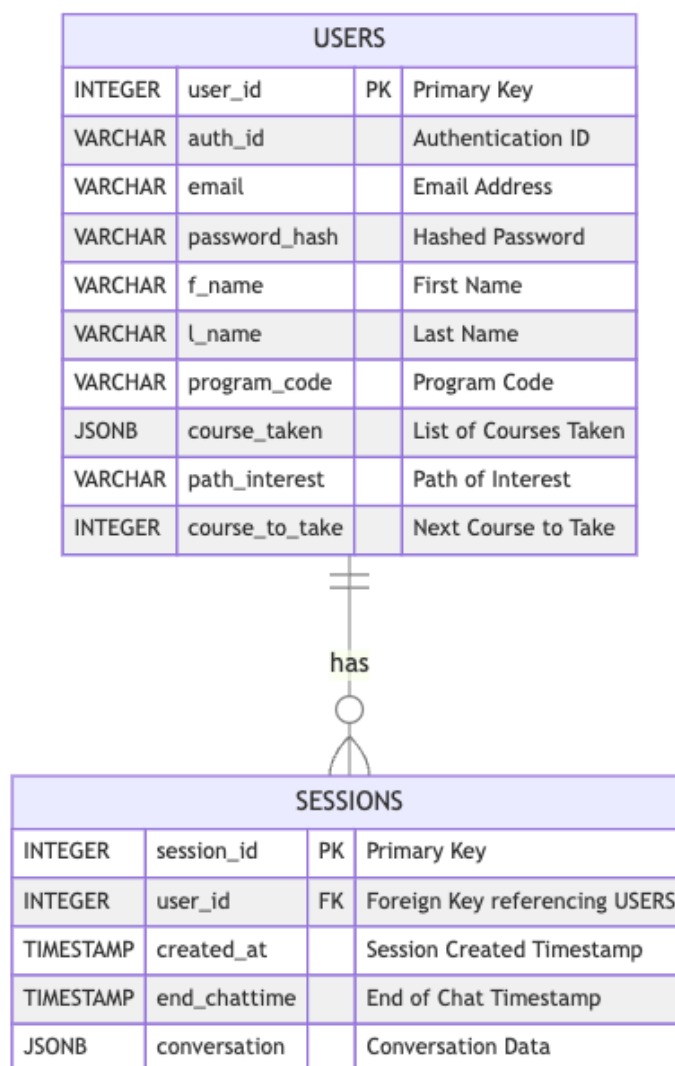 USERS
INTEGER user_id PK Primary Key
VARCHAR auth_id Authentication ID
VARCHAR email Email Address
VARCHAR password_hash Hashed Password
VARCHAR f_name First Name
VARCHAR l_name Last Name
VARCHAR program_code Program Code
JSONB course_taken List of Courses Taken
VARCHAR path_interest Path of Interest
INTEGER course_to_take Next Course to Take
has
SESSIONS
INTEGER session_id PK Primary Key
INTEGER user_id FK Foreign Key referencing USERS
TIMESTAMP created_at Session Created Timestamp
TIMESTAMP end_chattime End of Chat Timestamp
JSONB conversation Conversation Data